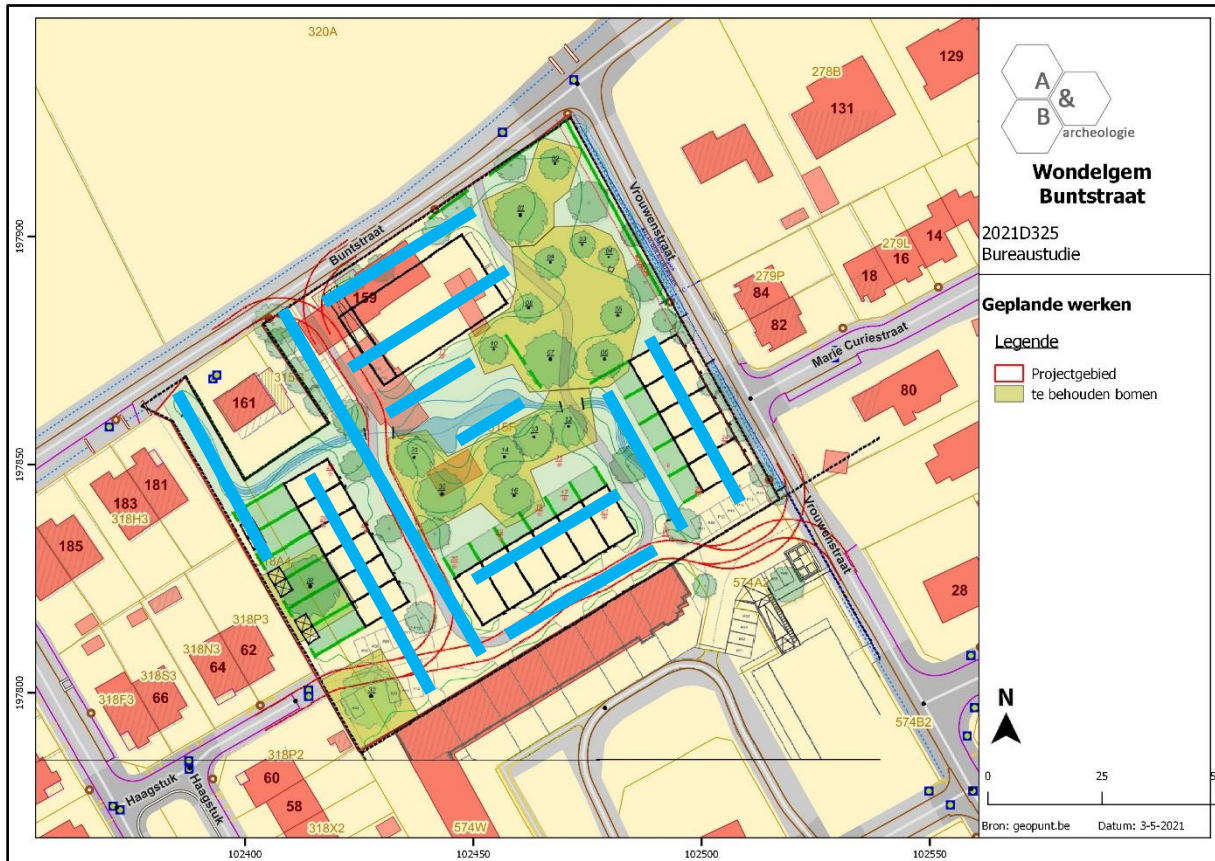 320A
278B
129
131
Buntstraat
Vrouwenstraat
159
279L
14
16
18
279P
84
82
Marie Curiestraat
161
80
183
181
318H3
185
Vrouwenstraat
28
574A2
318P3
62
318N3
64
318S3
66
318F3
574B2
Haagstuk
Haagstuk
318P2
60
58
318X2
574W
197900
197850
197800
102400
102450
102500
102550
A
&
B
archeologie
Wondelgem
Buntstraat
2021D325
Bureaustudie
Geplande werken
Legende
Projectgebied
te behouden bomen
N
0
25
Bron: geopunt.be
Datum: 3-5-2021